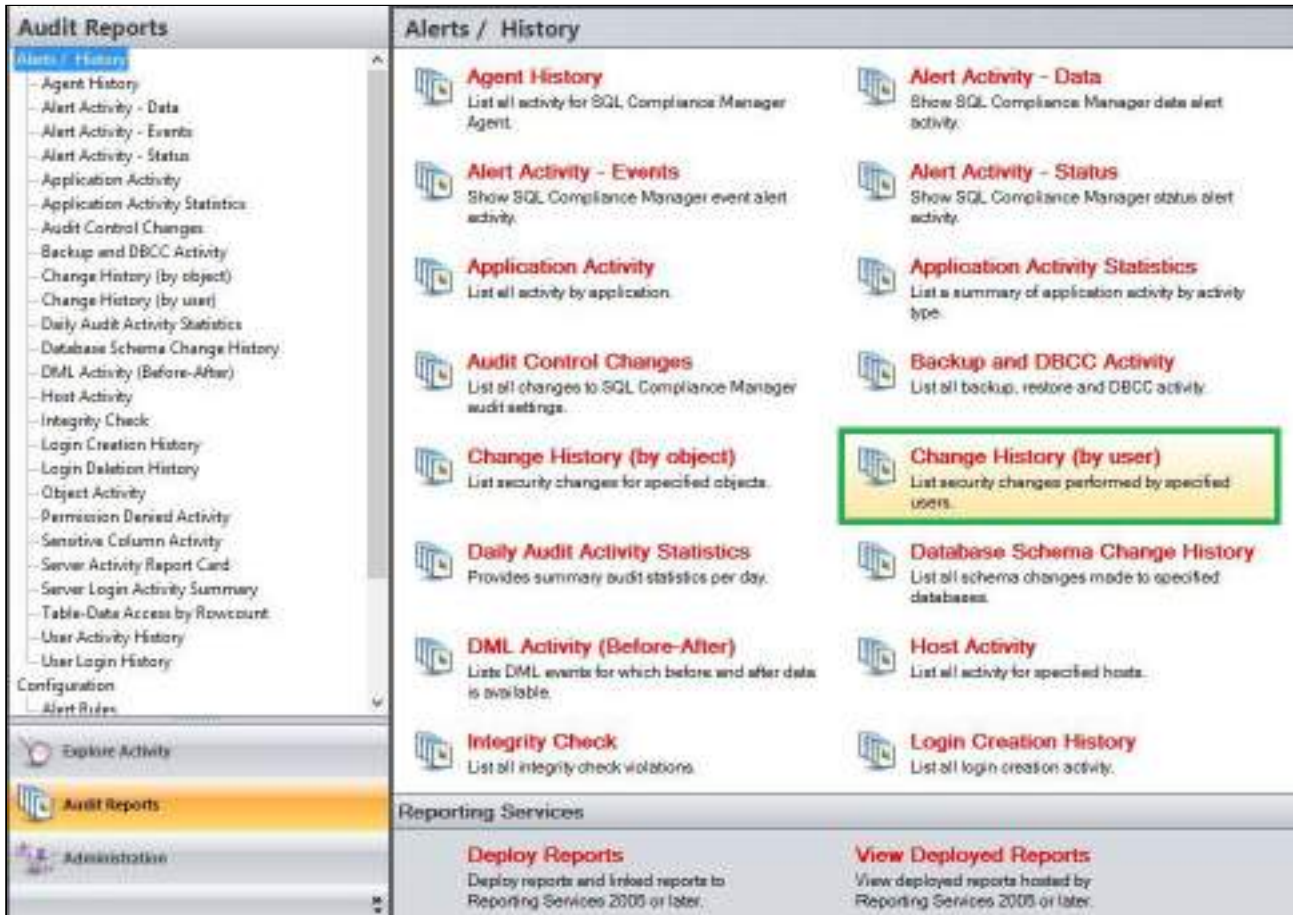 Audit Reports
Alerts / History
Agent History
Alert Activity - Data
Alert Activity - Events
Alert Activity - Status
Application Activity
Application Activity Statistics
Audit Control Changes
Backup and DBCC Activity
Change History (by object)
Change History (by user)
Daily Audit Activity Statistics
Database Schema Change History
DML Activity (Before-After)
Host Activity
Integrity Check
Login Creation History
Login Deletion History
Object Activity
Permission Denied Activity
Sensitive Column Activity
Server Activity Report Card
Server Login Activity Summary
Table-Data Access by Rowcount
User Activity History
User Login History
Configuration
Alert Rules
Explore Activity
Audit Reports
Administration
Alerts / History
Agent History
List all activity for SQL Compliance Manager
Agent.
Alert Activity - Data
Show SQL Compliance Manager data alert
activity.
Alert Activity - Events
Show SQL Compliance Manager event alert
activity.
Alert Activity - Status
Show SQL Compliance Manager status alert
activity.
Application Activity
List all activity by application.
Application Activity Statistics
List a summary of application activity by activity
type.
Audit Control Changes
List all changes to SQL Compliance Manager
audit settings.
Backup and DBCC Activity
List all backup, restore and DBCC activity.
Change History (by object)
List security changes for specified objects.
Change History (by user)
List security changes performed by specified
users.
Daily Audit Activity Statistics
Provides summary audit statistics per day.
Database Schema Change History
List all schema changes made to specified
databases.
DML Activity (Before-After)
Lists DML events for which before and after data
is available.
Host Activity
List all activity for specified hosts.
Integrity Check
List all integrity check violations.
Login Creation History
List all login creation activity.
Reporting Services
Deploy Reports
Deploy reports and linked reports to
Reporting Services 2005 or later.
View Deployed Reports
View deployed reports hosted by
Reporting Services 2005 or later.